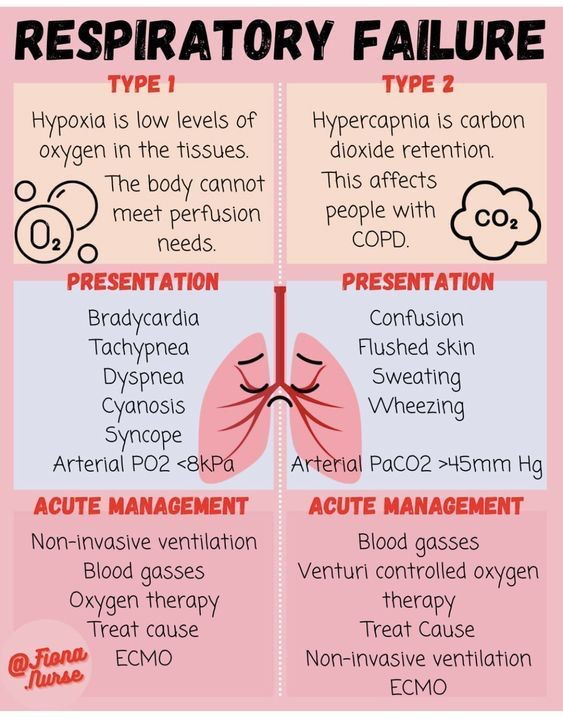 RESPIRATORY FAILURE
TYPE 1
Hypoxia is low levels of
oxygen in the tissues.
The body cannot
meet perfusion
needs.
O₂
PRESENTATION
Bradycardia
Tachypnea
Dyspnea
Cyanosis
Syncope
Arterial PO2 <8kPa
ACUTE MANAGEMENT
Non-invasive ventilation
Blood gasses
Oxygen therapy
Treat cause
ECMO
TYPE 2
Hypercapnia is carbon
dioxide retention.
This affects
people with
COPD.
CO₂
PRESENTATION
Confusion
Flushed skin
Sweating
Wheezing
Arterial PaCO2 >45mm Hg
ACUTE MANAGEMENT
Blood gasses
Venturi controlled oxygen
therapy
Treat Cause
Non-invasive ventilation
ECMO
@Fiona
.Nurse